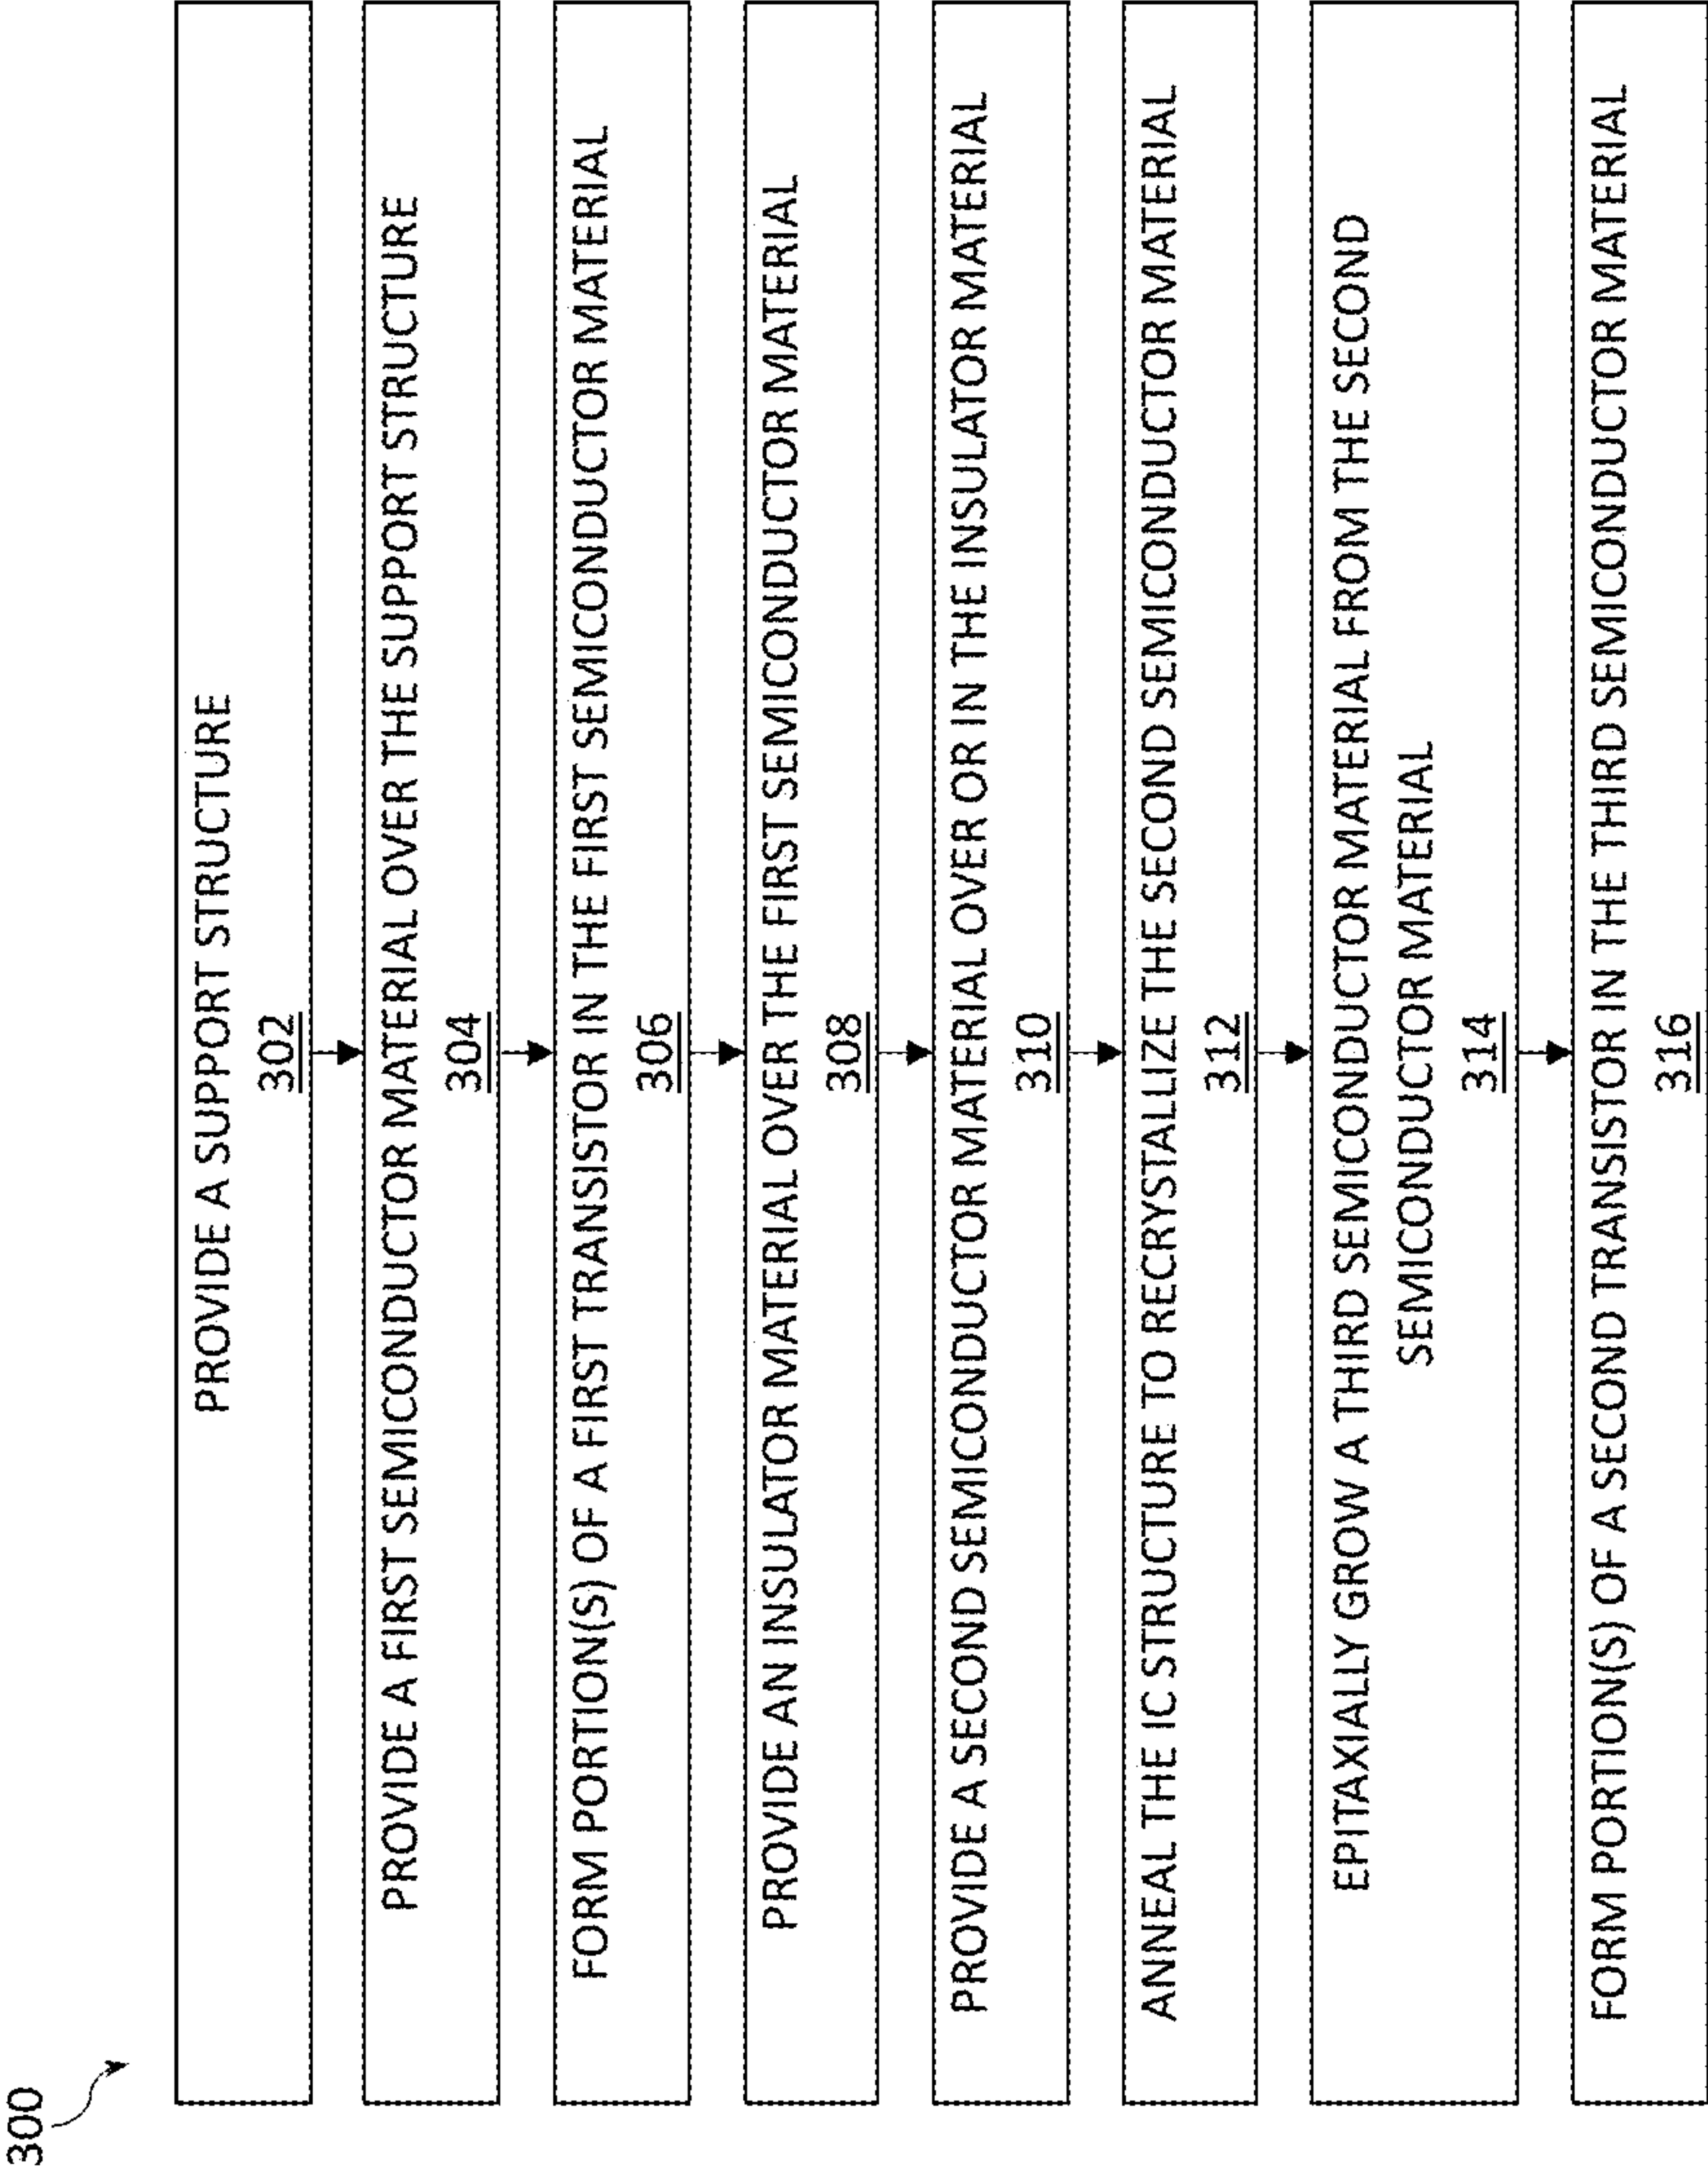 300
PROVIDE A SUPPORT STRUCTURE
302
PROVIDE A FIRST SEMICONDUCTOR MATERIAL OVER THE SUPPORT STRUCTURE
304
FORM PORTION(S) OF A FIRST TRANSISTOR IN THE FIRST SEMICONDUCTOR MATERIAL
306
PROVIDE AN INSULATOR MATERIAL OVER THE FIRST SEMICONDUCTOR MATERIAL
308
PROVIDE A SECOND SEMICONDUCTOR MATERIAL OVER OR IN THE INSULATOR MATERIAL
310
ANNEAL THE IC STRUCTURE TO RECRYSTALLIZE THE SECOND SEMICONDUCTOR MATERIAL
312
EPITAXIALLY GROW A THIRD SEMICONDUCTOR MATERIAL FROM THE SECOND
SEMICONDUCTOR MATERIAL
314
FORM PORTION(S) OF A SECOND TRANSISTOR IN THE THIRD SEMICONDUCTOR MATERIAL
316